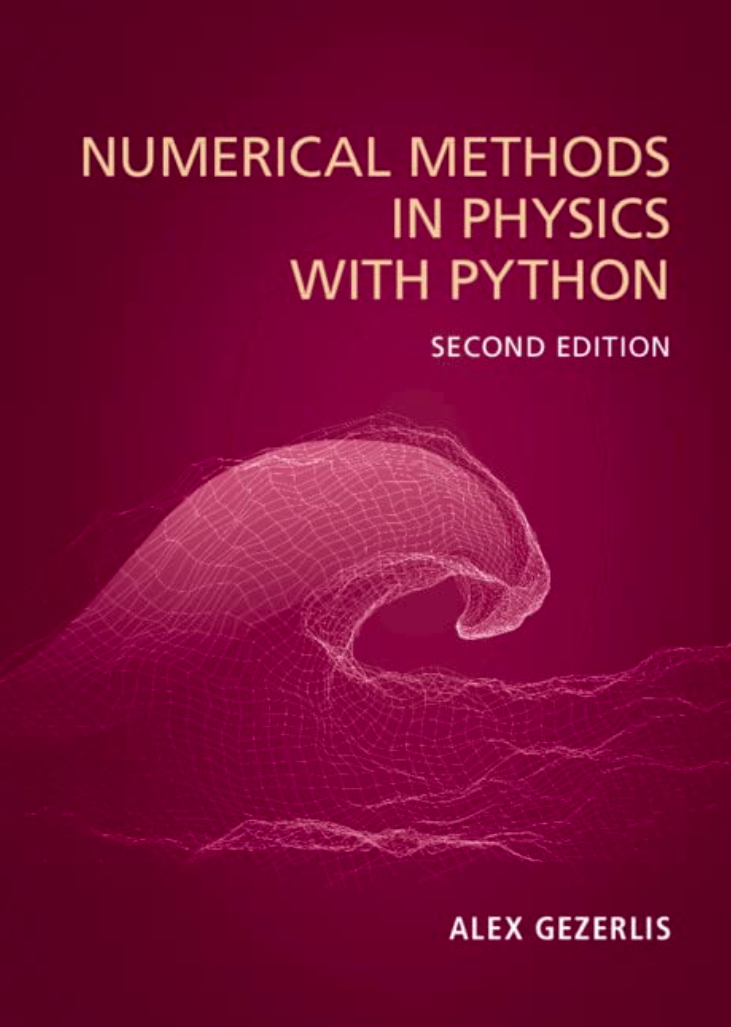 NUMERICAL METHODS
IN PHYSICS
WITH PYTHON
SECOND EDITION
ALEX GEZERLIS